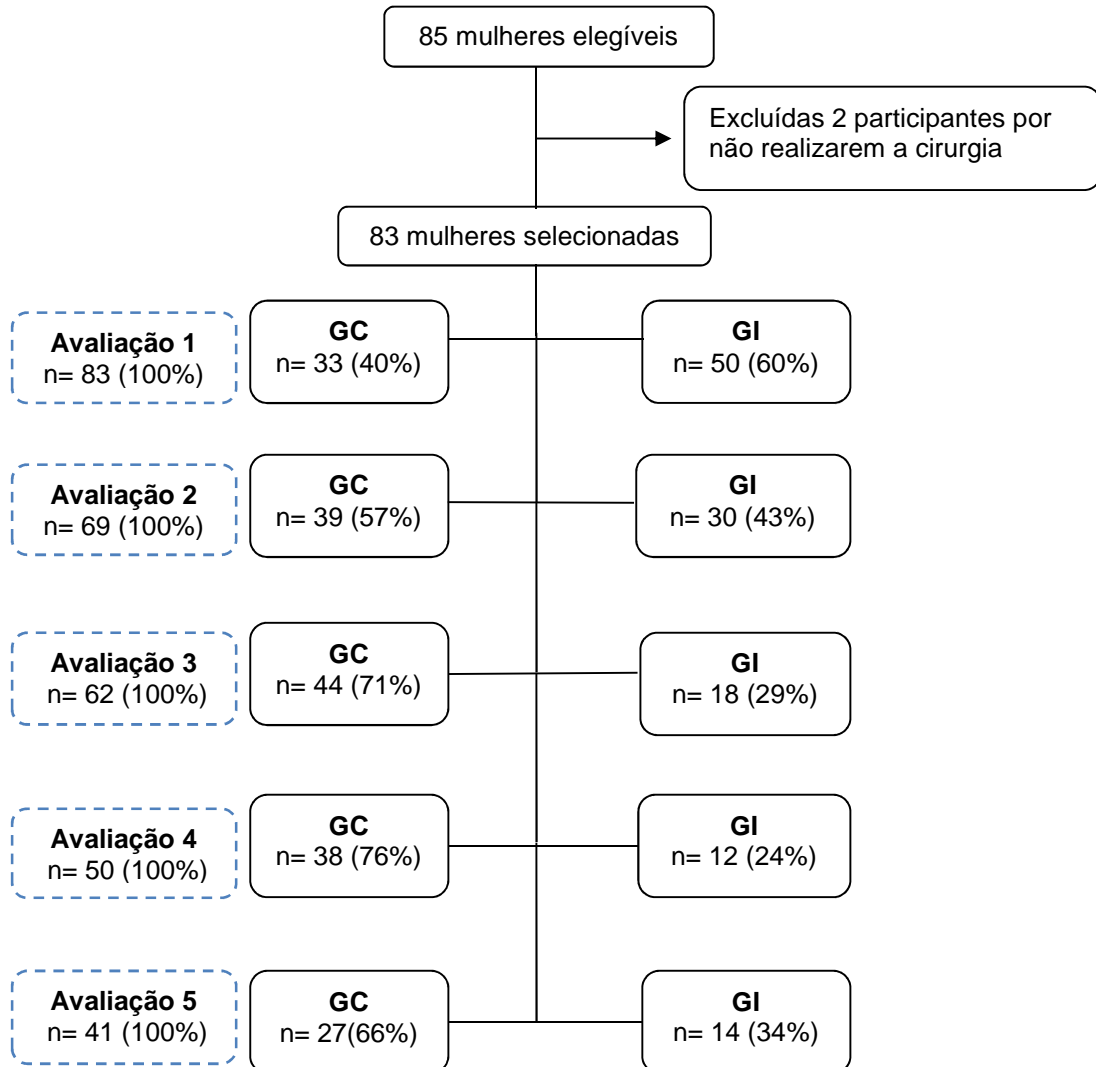 85 mulheres elegíveis
Excluídas 2 participantes por
não realizarem a cirurgia
83 mulheres selecionadas
Avaliação 1
n= 83 (100%)
GC
n= 33 (40%)
GI
n= 50 (60%)
Avaliação 2
n= 69 (100%)
GC
n= 39 (57%)
GI
n= 30 (43%)
Avaliação 3
n= 62 (100%)
GC
n= 44 (71%)
GI
n= 18 (29%)
Avaliação 4
n= 50 (100%)
GC
n= 38 (76%)
GI
n= 12 (24%)
Avaliação 5
n= 41 (100%)
GC
n= 27(66%)
GI
n= 14 (34%)